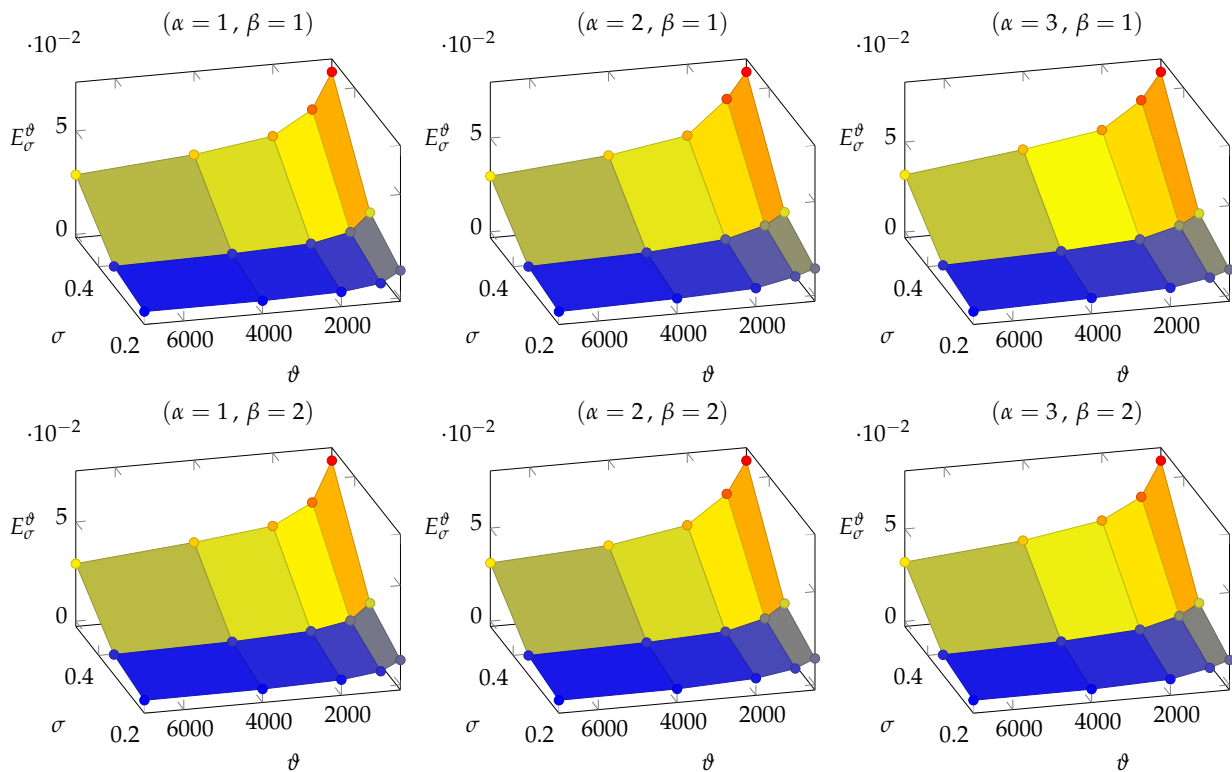 (α = 1 , β = 1) (α = 2 , β = 1) (α = 3 , β = 1)
·10⁻² ·10⁻² ·10⁻²
5 5 5
E_σ^ϑ E_σ^ϑ E_σ^ϑ
0 0 0
0.4 0.4 0.4
σ σ σ
0.2 6000 4000 2000 0.2 6000 4000 2000 0.2 6000 4000 2000
ϑ ϑ ϑ
(α = 1 , β = 2) (α = 2 , β = 2) (α = 3 , β = 2)
·10⁻² ·10⁻² ·10⁻²
5 5 5
E_σ^ϑ E_σ^ϑ E_σ^ϑ
0 0 0
0.4 0.4 0.4
σ σ σ
0.2 6000 4000 2000 0.2 6000 4000 2000 0.2 6000 4000 2000
ϑ ϑ ϑ